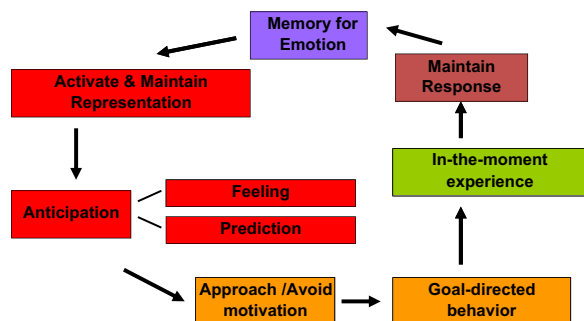 Memory for
Emotion
Activate & Maintain
Representation
Maintain
Response
In-the-moment
experience
Anticipation
Feeling
Prediction
Approach /Avoid
motivation
Goal-directed
behavior